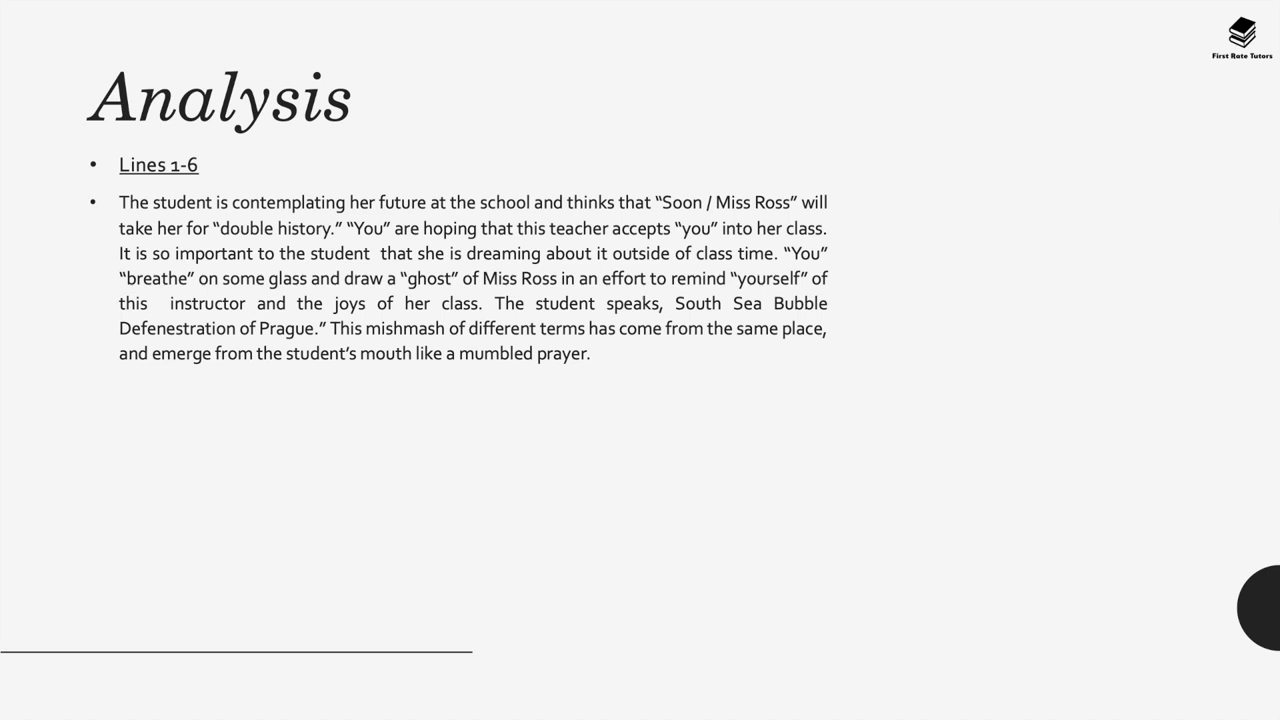 First Rate Tutors
Analysis
• Lines 1-6
• The student is contemplating her future at the school and thinks that “Soon / Miss Ross” will
take her for “double history.” “You” are hoping that this teacher accepts “you” into her class.
It is so important to the student  that she is dreaming about it outside of class time. “You”
“breathe” on some glass and draw a “ghost” of Miss Ross in an effort to remind “yourself” of
this  instructor and the joys of her class. The student speaks, South Sea Bubble
Defenestration of Prague.” This mishmash of different terms has come from the same place,
and emerge from the student’s mouth like a mumbled prayer.